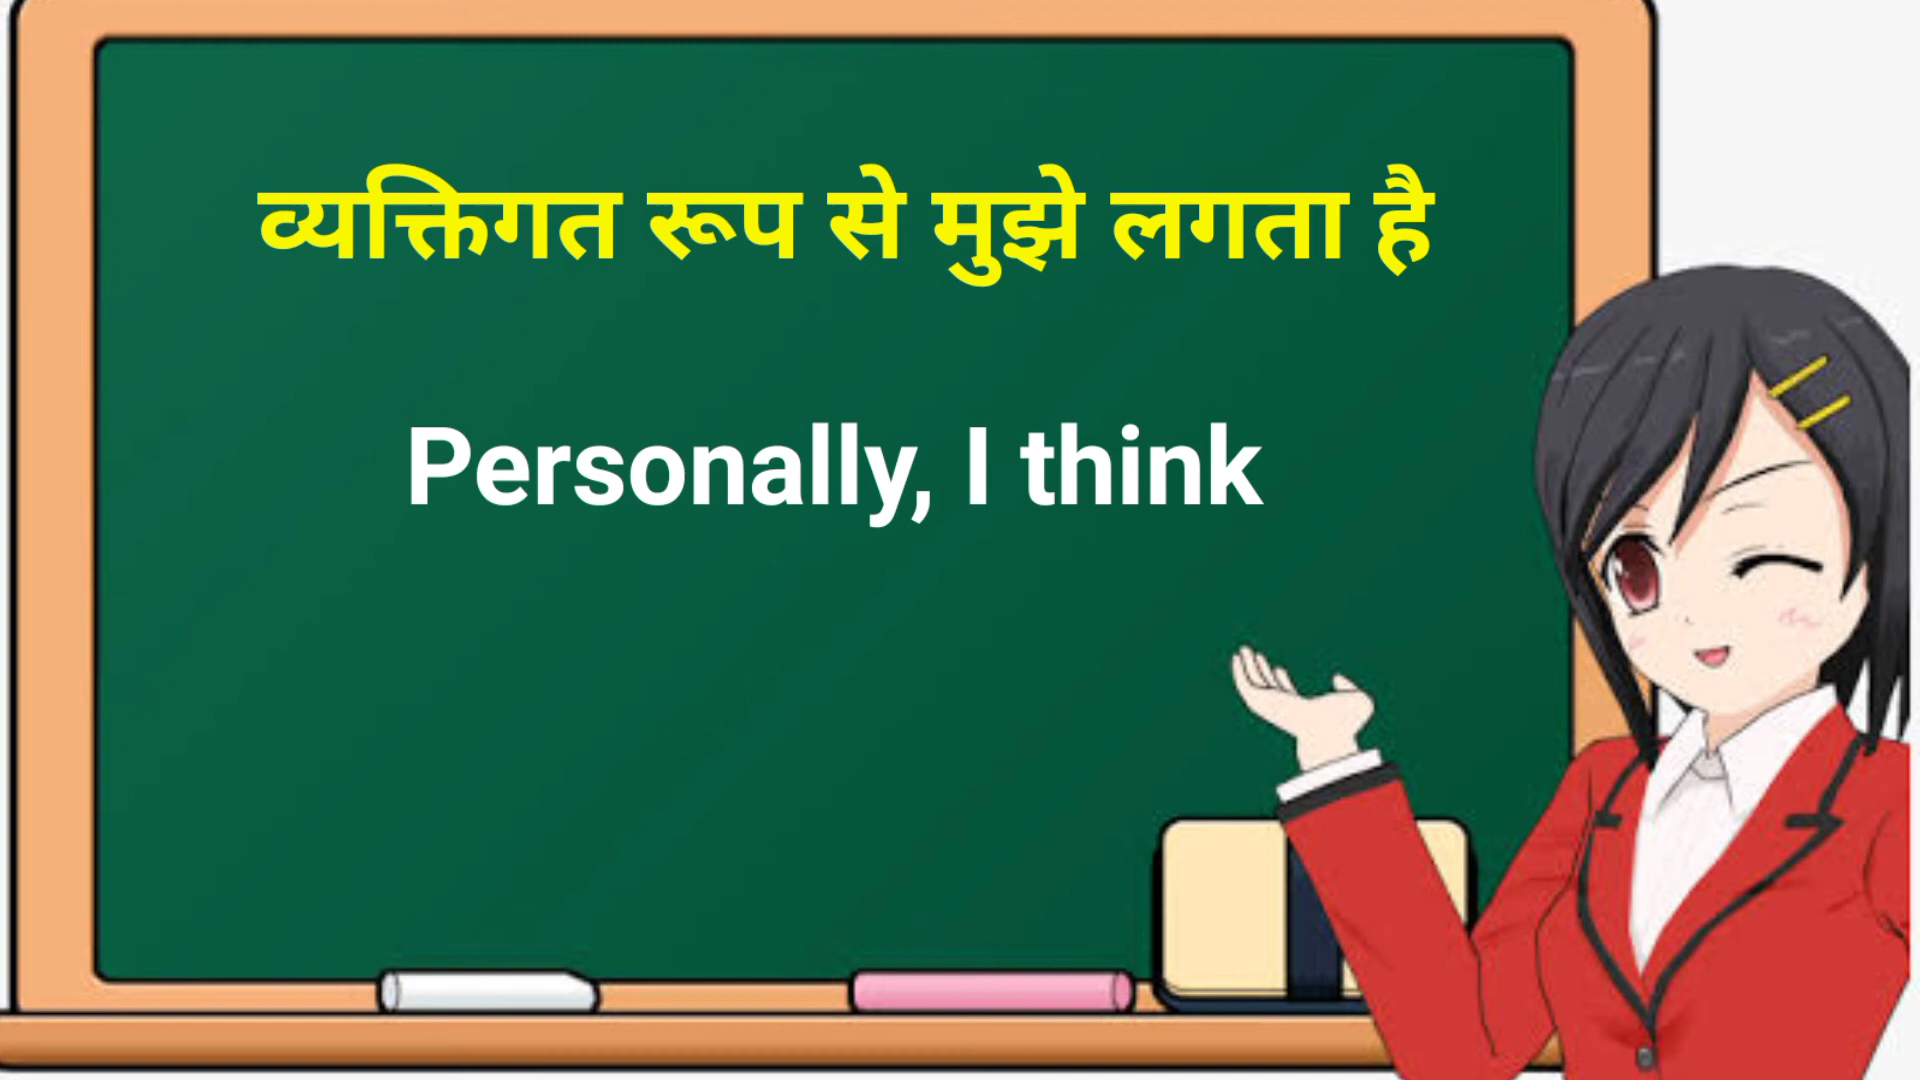 व्यक्तिगत रूप से मुझे लगता है
Personally, I think